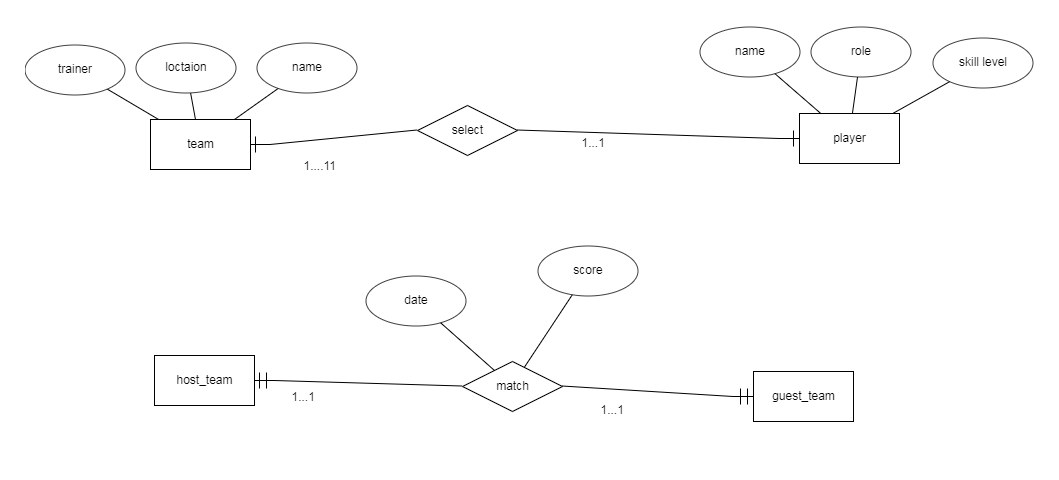 trainer
loctaion
name
name
role
skill level
team
select
player
1....11
1...1
date
score
host_team
match
guest_team
1...1
1...1